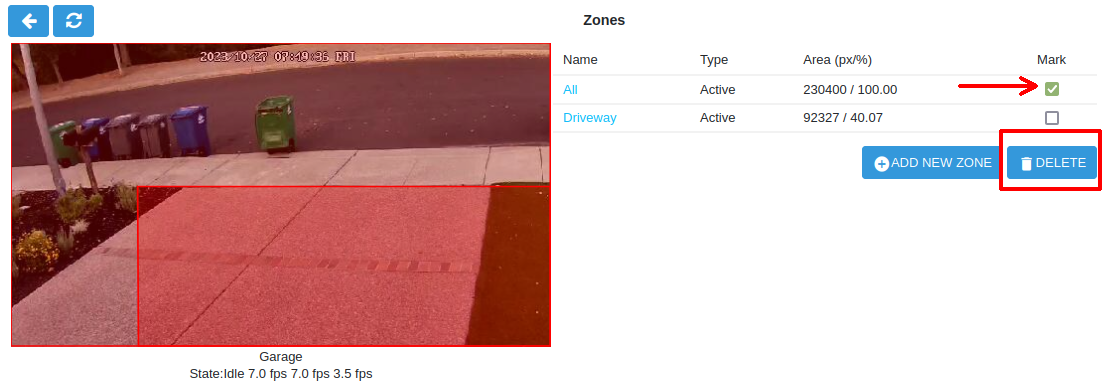 Zones
2023/10/27 07:49:36 FRI
Name Type Area (px/%) Mark
All Active 230400 / 100.00
Driveway Active 92327 / 40.07
ADD NEW ZONE DELETE
Garage
State:Idle 7.0 fps 7.0 fps 3.5 fps